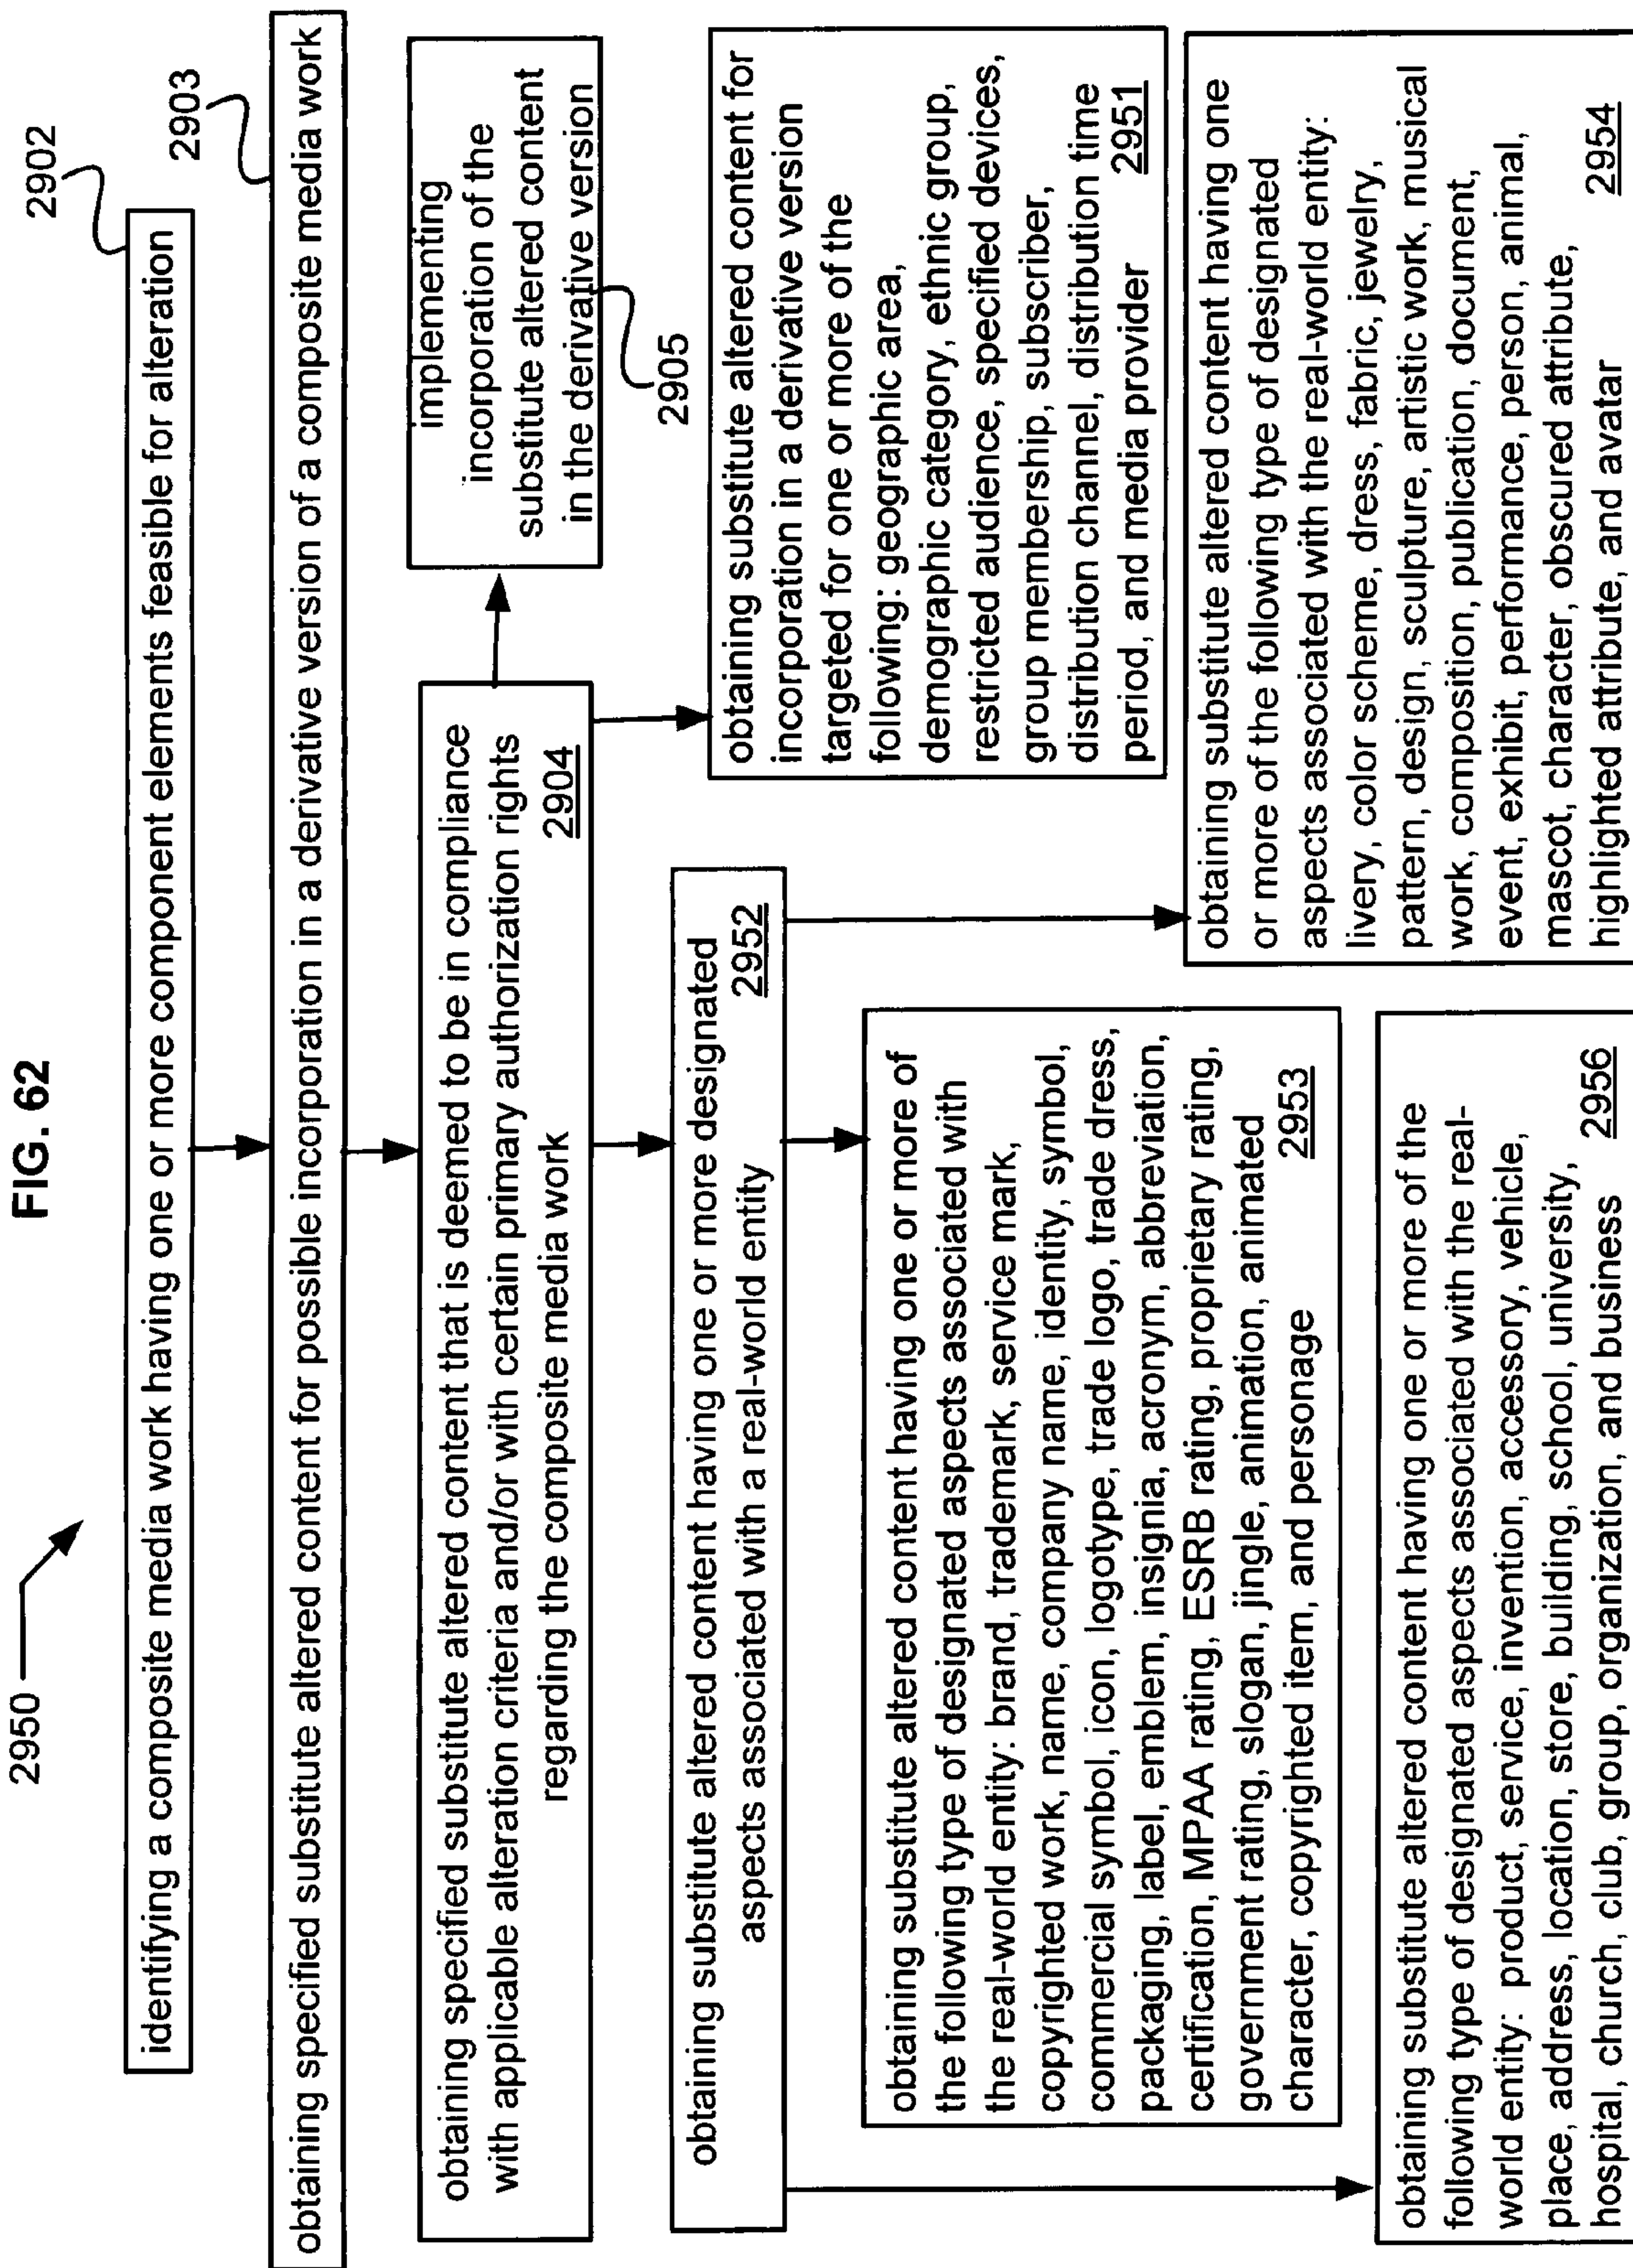 FIG. 62
2950
2902
identifying a composite media work having one or more component elements feasible for alteration
2903
obtaining specified substitute altered content for possible incorporation in a derivative version of a composite media work
obtaining specified substitute altered content that is deemed to be in compliance
with applicable alteration criteria and/or with certain primary authorization rights
regarding the composite media work
2904
implementing
incorporation of the
substitute altered content
in the derivative version
2905
obtaining substitute altered content having one or more designated
aspects associated with a real-world entity
2952
obtaining substitute altered content for
incorporation in a derivative version
targeted for one or more of the
following: geographic area,
demographic category, ethnic group,
restricted audience, specified devices,
group membership, subscriber,
distribution channel, distribution time
period, and media provider
2951
obtaining substitute altered content having one or more of
the following type of designated aspects associated with
the real-world entity: brand, trademark, service mark,
copyrighted work, name, company name, identity, symbol,
commercial symbol, icon, logotype, trade logo, trade dress,
packaging, label, emblem, insignia, acronym, abbreviation,
certification, MPAA rating, ESRB rating, proprietary rating,
government rating, slogan, jingle, animation, animated
character, copyrighted item, and personage
2953
obtaining substitute altered content having one
or more of the following type of designated
aspects associated with the real-world entity:
livery, color scheme, dress, fabric, jewelry,
pattern, design, sculpture, artistic work, musical
work, composition, publication, document,
event, exhibit, performance, person, animal,
mascot, character, obscured attribute,
highlighted attribute, and avatar
2954
obtaining substitute altered content having one or more of the
following type of designated aspects associated with the real-
world entity: product, service, invention, accessory, vehicle,
place, address, location, store, building, school, university,
hospital, church, club, group, organization, and business
2956